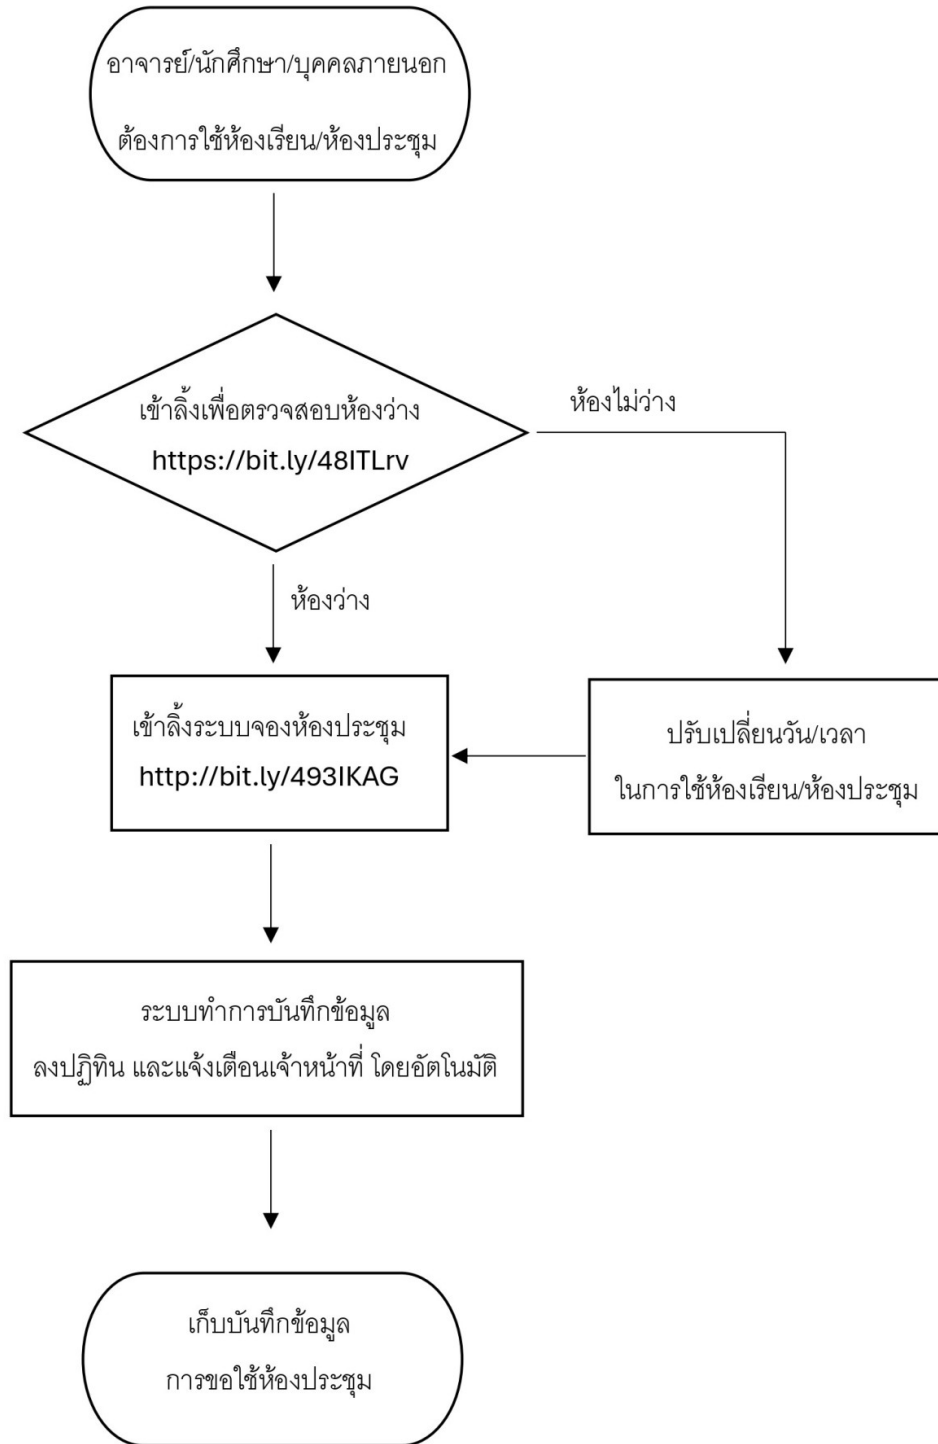 อาจารย์/นักศึกษา/บุคคลภายนอก
ต้องการใช้ห้องเรียน/ห้องประชุม
เข้าลิ้งเพื่อตรวจสอบห้องว่าง
https://bit.ly/48ITLrv
ห้องไม่ว่าง
ห้องว่าง
เข้าลิ้งระบบจองห้องประชุม
http://bit.ly/493IKAG
ปรับเปลี่ยนวัน/เวลา
ในการใช้ห้องเรียน/ห้องประชุม
ระบบทำการบันทึกข้อมูล
ลงปฏิทิน และแจ้งเตือนเจ้าหน้าที่ โดยอัตโนมัติ
เก็บบันทึกข้อมูล
การขอใช้ห้องประชุม